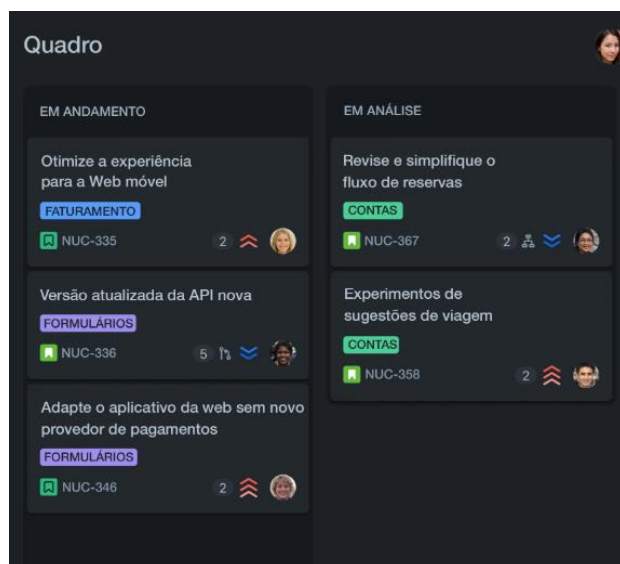 Quadro
EM ANDAMENTO
Otimize a experiência
para a Web móvel
FATURAMENTO
NUC-335
2
Versão atualizada da API nova
FORMULÁRIOS
NUC-336
5
Adapte o aplicativo da web sem novo
provedor de pagamentos
FORMULÁRIOS
NUC-346
2
EM ANÁLISE
Revise e simplifique o
fluxo de reservas
CONTAS
NUC-367
2
Experimentos de
sugestões de viagem
CONTAS
NUC-358
2